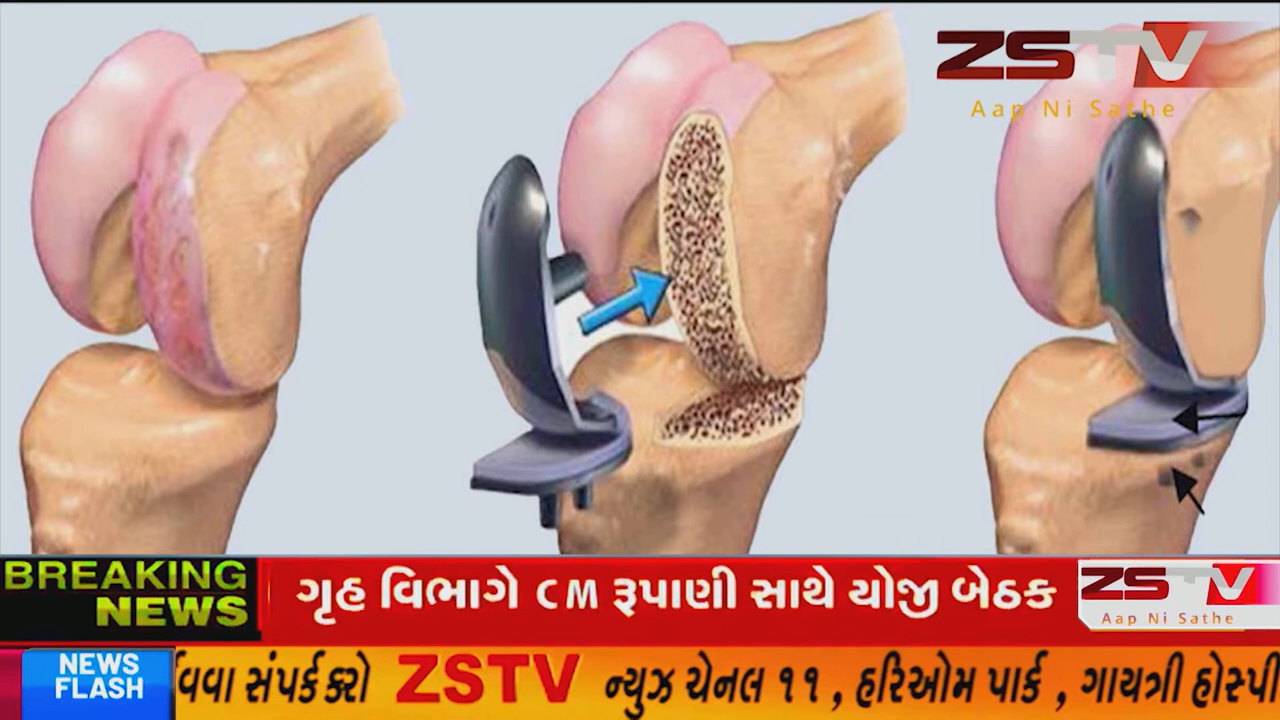 ZSTV
Aap Ni Sathe
BREAKING NEWS
ગૃહ વિભાગે CM રૂપાણી સાથે યોજી બેઠક
ZSTV
Aap Ni Sathe
NEWS FLASH
વવા સંપર્ક કરો ZSTV ન્યુઝ ચેનલ ૧૧ , હરિઓમ પાર્ક , ગાયત્રી હોસ્પી